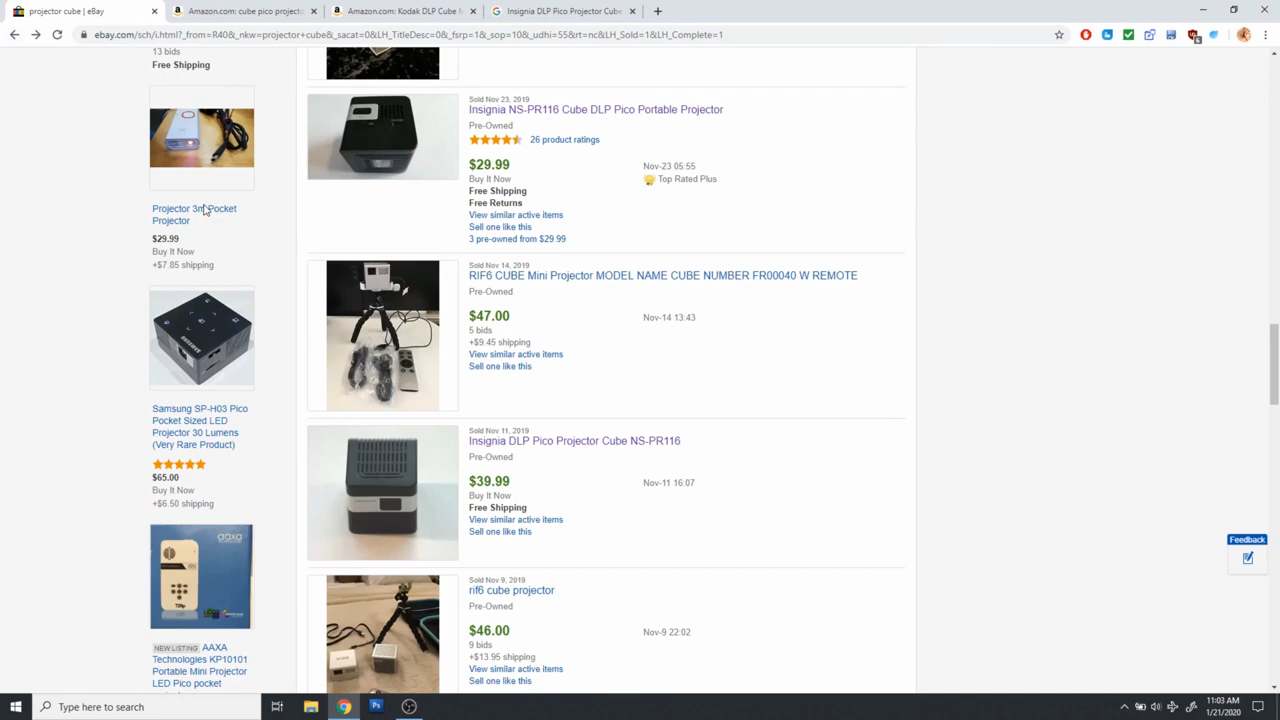 projector cube | eBay
Amazon.com: cube pico projecto
Amazon.com: Kodak DLP Cube M
Insignia DLP Pico Projector Cube
ebay.com/sch/i.html?_from=R40&_nkw=projector+cube&_sacat=0&LH_TitleDesc=0&_fsrp=1&_sop=10&_udhi=55&rt=nc&LH_Sold=1&LH_Complete=1
13 bids
Free Shipping
Projector 3m Pocket
Projector
$29.99
Buy It Now
+$7.85 shipping
Samsung SP-H03 Pico
Pocket Sized LED
Projector 30 Lumens
(Very Rare Product)
$65.00
Buy It Now
+$6.50 shipping
aaxa
720p
NEW LISTING AAXA
Technologies KP10101
Portable Mini Projector
LED Pico pocket
Sold Nov 23, 2019
Insignia NS-PR116 Cube DLP Pico Portable Projector
Pre-Owned
26 product ratings
$29.99
Nov-23 05:55
Buy It Now
Top Rated Plus
Free Shipping
Free Returns
View similar active items
Sell one like this
3 pre-owned from $29.99
Sold Nov 14, 2019
RIF6 CUBE Mini Projector MODEL NAME CUBE NUMBER FR00040 W REMOTE
Pre-Owned
$47.00
Nov-14 13:43
5 bids
+$9.45 shipping
View similar active items
Sell one like this
Sold Nov 11, 2019
Insignia DLP Pico Projector Cube NS-PR116
Pre-Owned
$39.99
Nov-11 16:07
Buy It Now
Free Shipping
View similar active items
Sell one like this
Sold Nov 9, 2019
rif6 cube projector
Pre-Owned
$46.00
Nov-9 22:02
9 bids
+$13.95 shipping
View similar active items
Sell one like this
Feedback
Type here to search
Ps
11:03 AM
1/21/2020